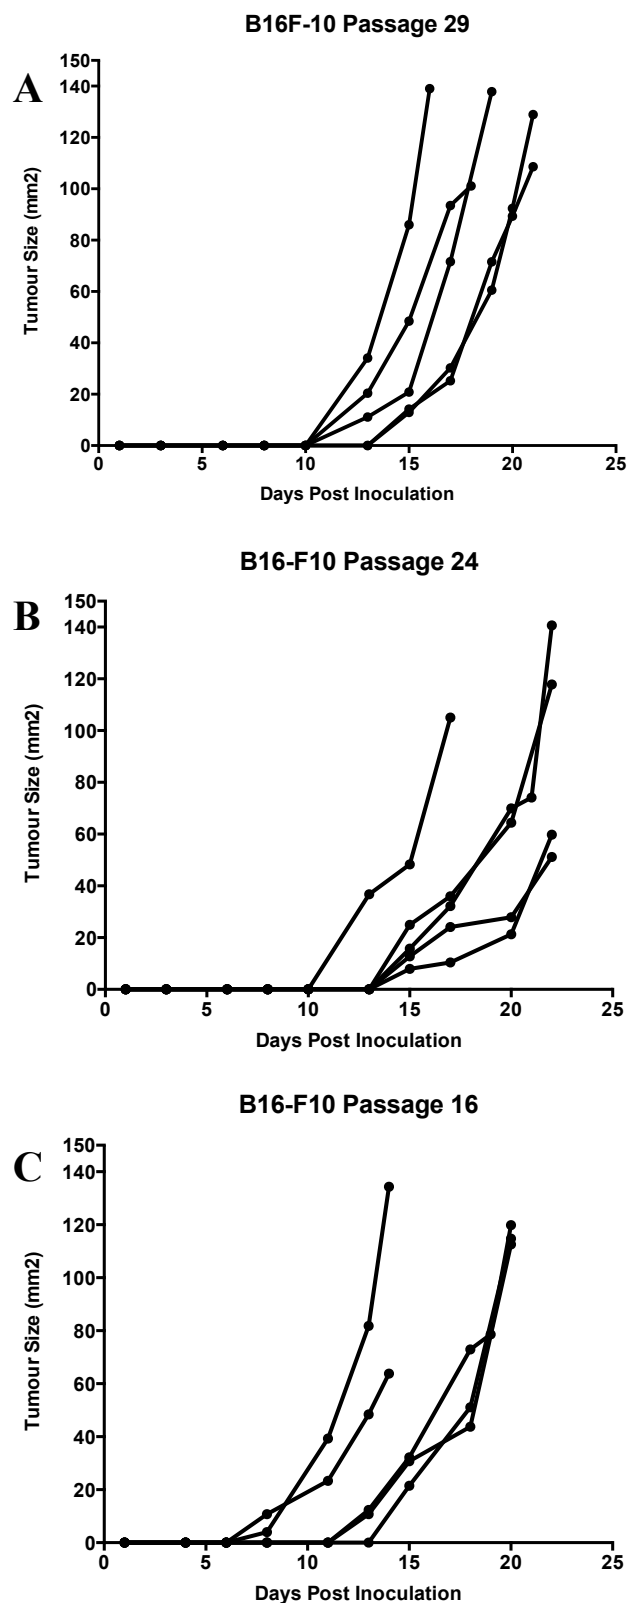 B16F-10 Passage 29
A
150
140
120
100
80
60
40
20
0
Tumour Size (mm2)
0 5 10 15 20 25
Days Post Inoculation
B16-F10 Passage 24
B
150
140
120
100
80
60
40
20
0
Tumour Size (mm2)
0 5 10 15 20 25
Days Post Inoculation
B16-F10 Passage 16
C
150
140
120
100
80
60
40
20
0
Tumour Size (mm2)
0 5 10 15 20 25
Days Post Inoculation